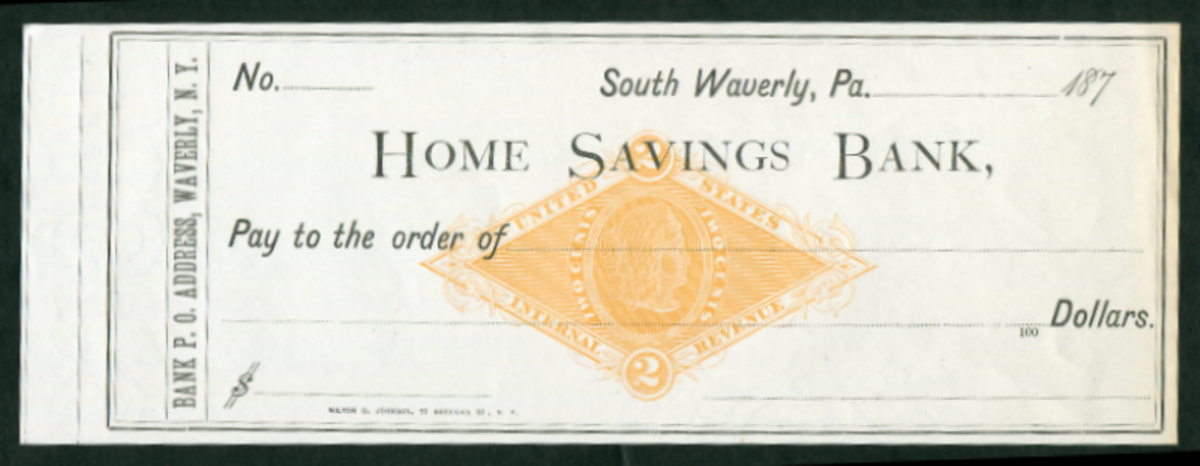 BANK P. O. ADDRESS, WAVERLY, N. Y.
No.
South Waverly, Pa. 187
HOME SAVINGS BANK,
2
UNITED STATES
Pay to the order of
TWO CENTS TWO CENTS
INTERNAL REVENUE
100 Dollars.
2
$